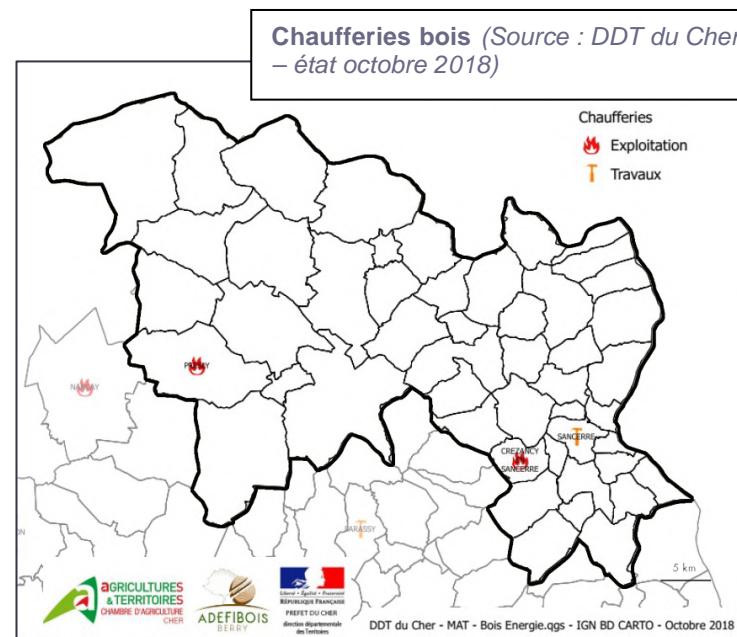 Chaufferies bois (Source : DDT du Cher
– état octobre 2018)
Chaufferies
Exploitation
Travaux
NANÇAY
CREZANCY
SANCERRE
SANCERRE
PARASSY
5 km
AGRICULTURES
& TERRITOIRES
CHAMBRE D'AGRICULTURE
CHER
ADEFIBOIS
BERRY
Liberté • Égalité • Fraternité
RÉPUBLIQUE FRANÇAISE
PREFET DU CHER
direction départementale
des Territoires
DDT du Cher - MAT - Bois Energie.qgs - IGN BD CARTO - Octobre 2018